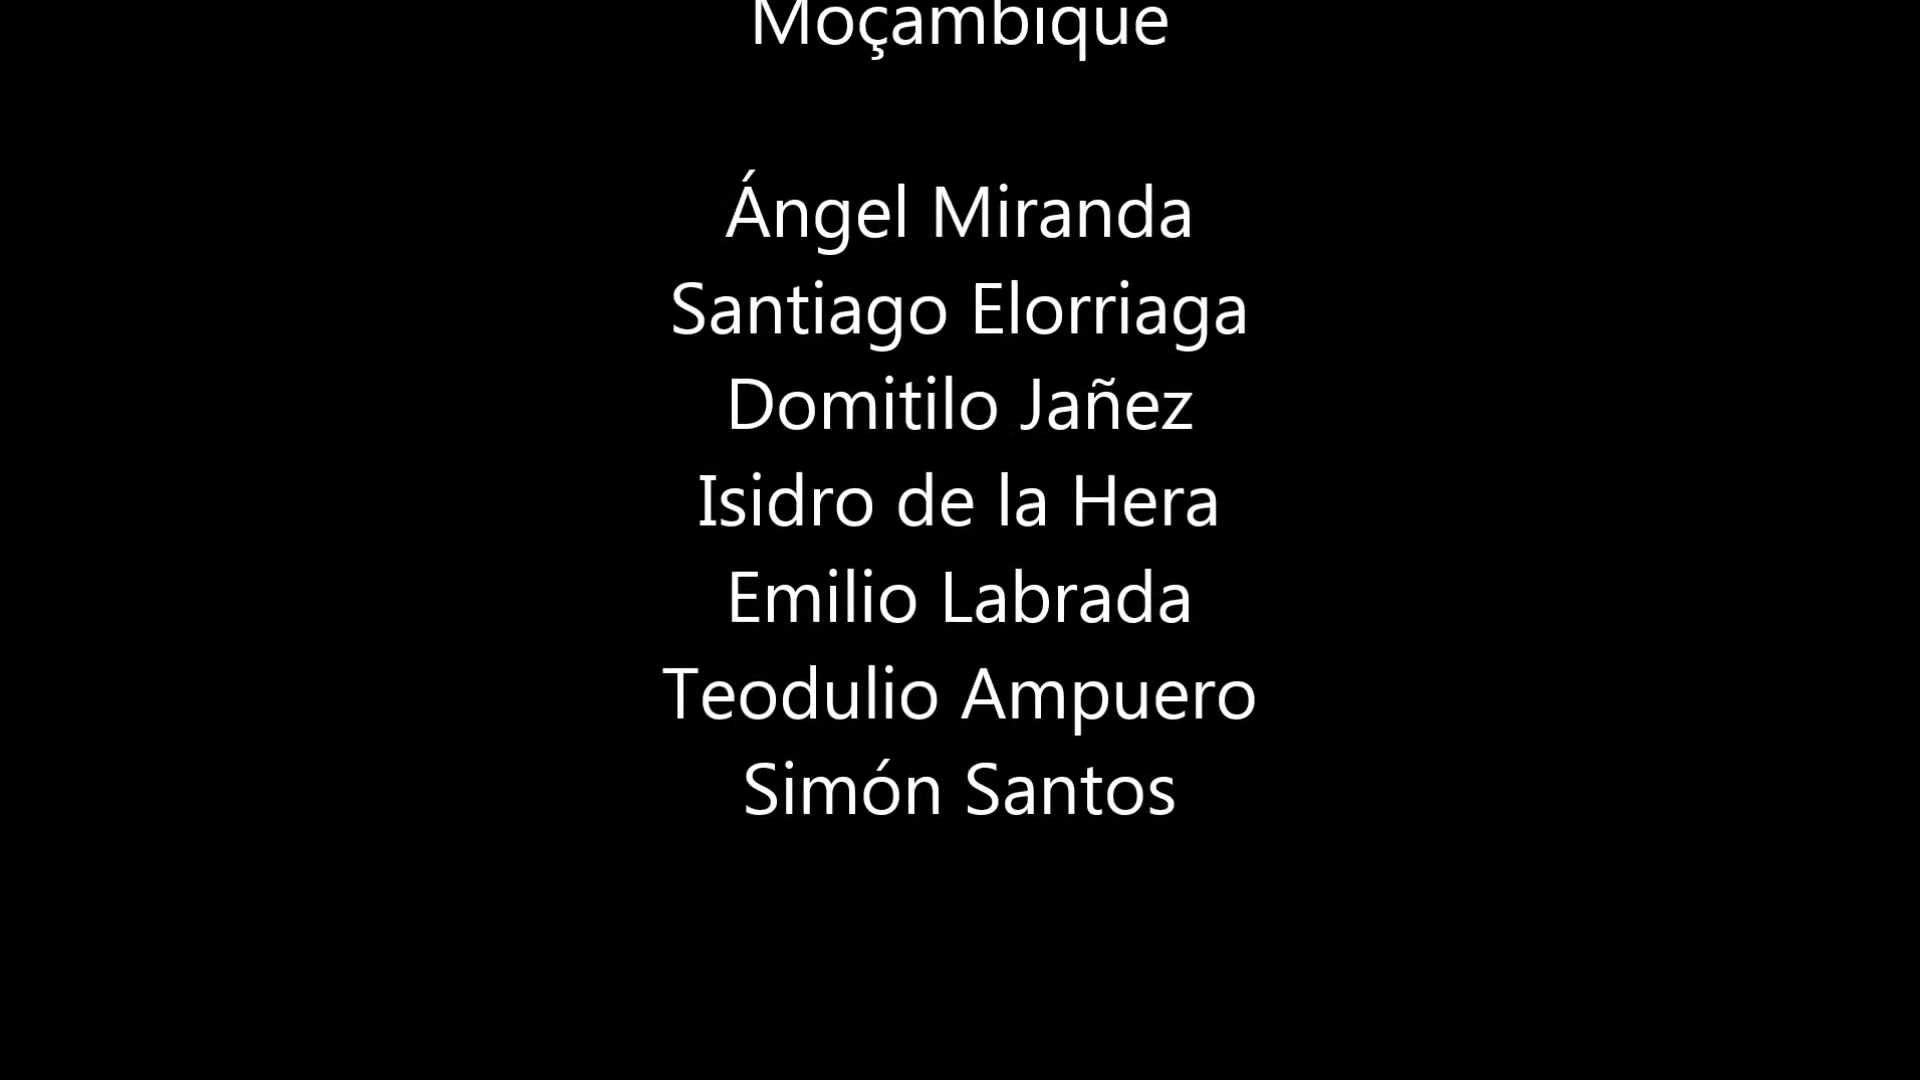 Moçambique
Ángel Miranda
Santiago Elorriaga
Domitilo Jañez
Isidro de la Hera
Emilio Labrada
Teodulio Ampuero
Simón Santos